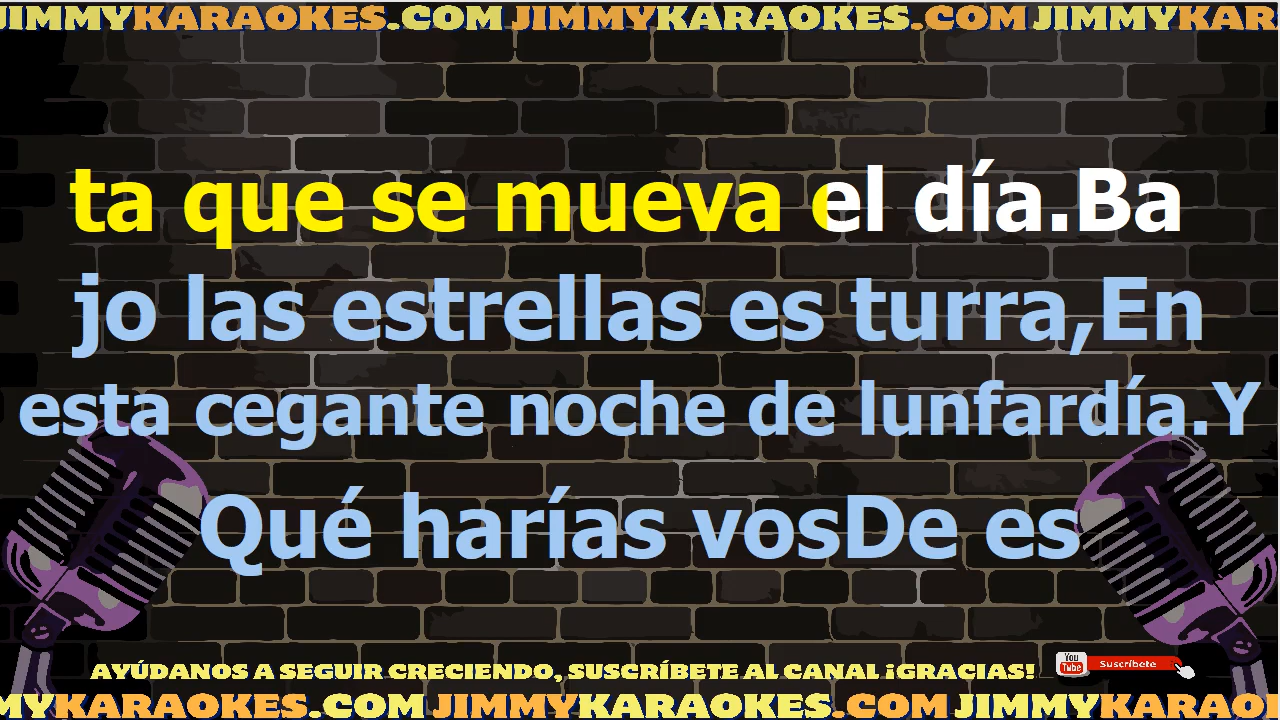 JIMMYKARAOKES.COM JIMMYKARAOKES.COM JIMMYKAR
ta que se mueva el día.Ba
jo las estrellas es turra,En
esta cegante noche de lunfardía.Y
Qué harías vosDe es
AYÚDANOS A SEGUIR CRECIENDO, SUSCRÍBETE AL CANAL ¡GRACIAS!
You Tube Suscríbete
MYKARAOKES.COM JIMMYKARAOKES.COM JIMMYKARAO